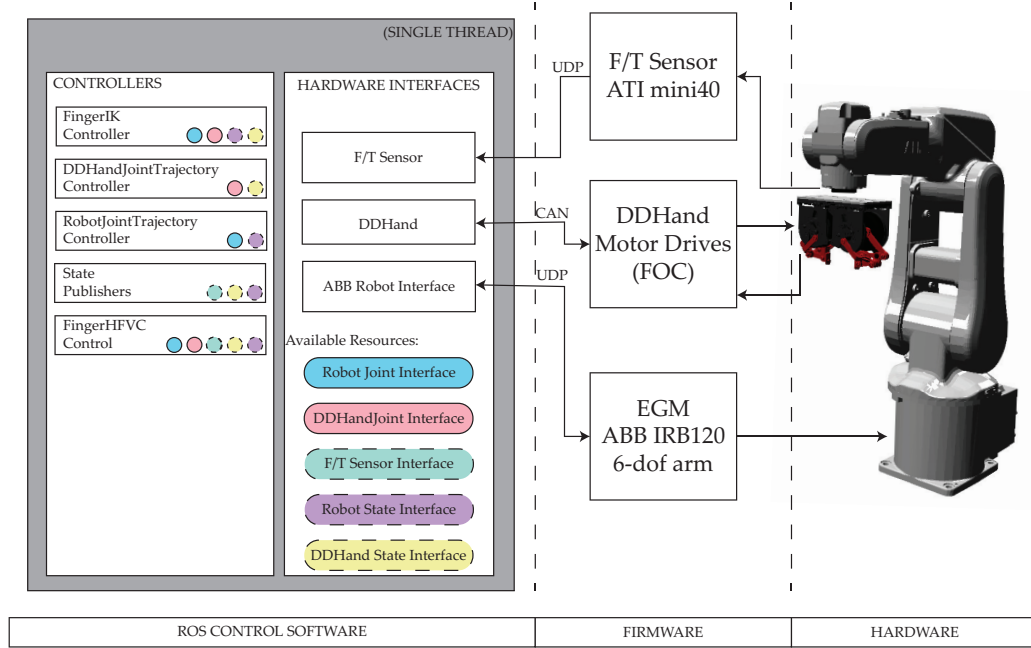 (SINGLE THREAD)
CONTROLLERS
FingerIK
Controller
DDHandJointTrajectory
Controller
RobotJointTrajectory
Controller
State
Publishers
FingerHFVC
Control
HARDWARE INTERFACES
F/T Sensor
DDHand
ABB Robot Interface
Available Resources:
Robot Joint Interface
DDHandJoint Interface
F/T Sensor Interface
Robot State Interface
DDHand State Interface
UDP
CAN
UDP
F/T Sensor
ATI mini40
DDHand
Motor Drives
(FOC)
EGM
ABB IRB120
6-dof arm
ROS CONTROL SOFTWARE
FIRMWARE
HARDWARE